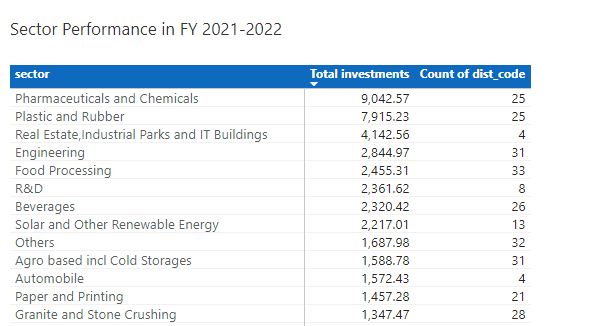 Sector Performance in FY 2021-2022
sector Total investments Count of dist_code
Pharmaceuticals and Chemicals 9,042.57 25
Plastic and Rubber 7,915.23 25
Real Estate,Industrial Parks and IT Buildings 4,142.56 4
Engineering 2,844.97 31
Food Processing 2,455.31 33
R&D 2,361.62 8
Beverages 2,320.42 26
Solar and Other Renewable Energy 2,217.01 13
Others 1,687.98 32
Agro based incl Cold Storages 1,588.78 31
Automobile 1,572.43 4
Paper and Printing 1,457.28 21
Granite and Stone Crushing 1,347.47 28